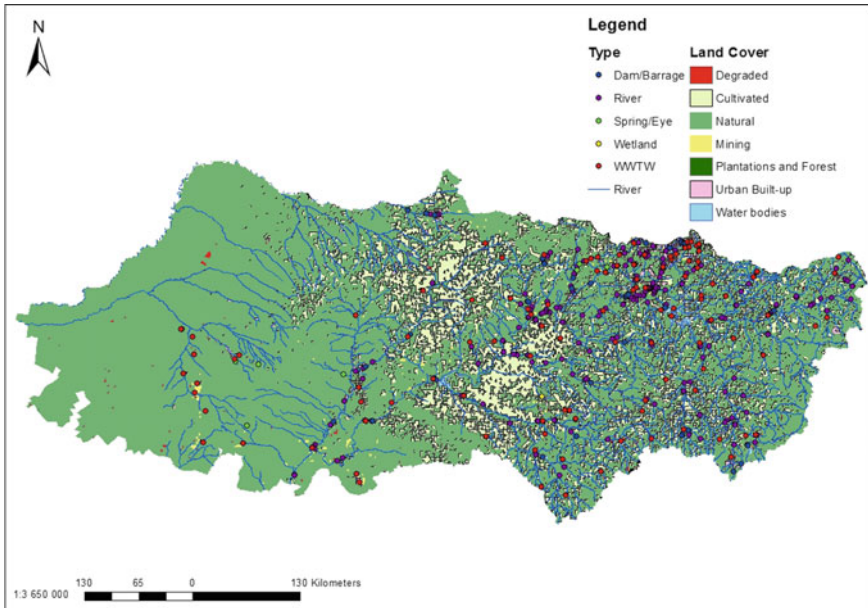 N
Legend
Type
Dam/Barrage
River
Spring/Eye
Wetland
WWTW
River
Land Cover
Degraded
Cultivated
Natural
Mining
Plantations and Forest
Urban Built-up
Water bodies
130 65 0 130 Kilometers
1:3 650 000